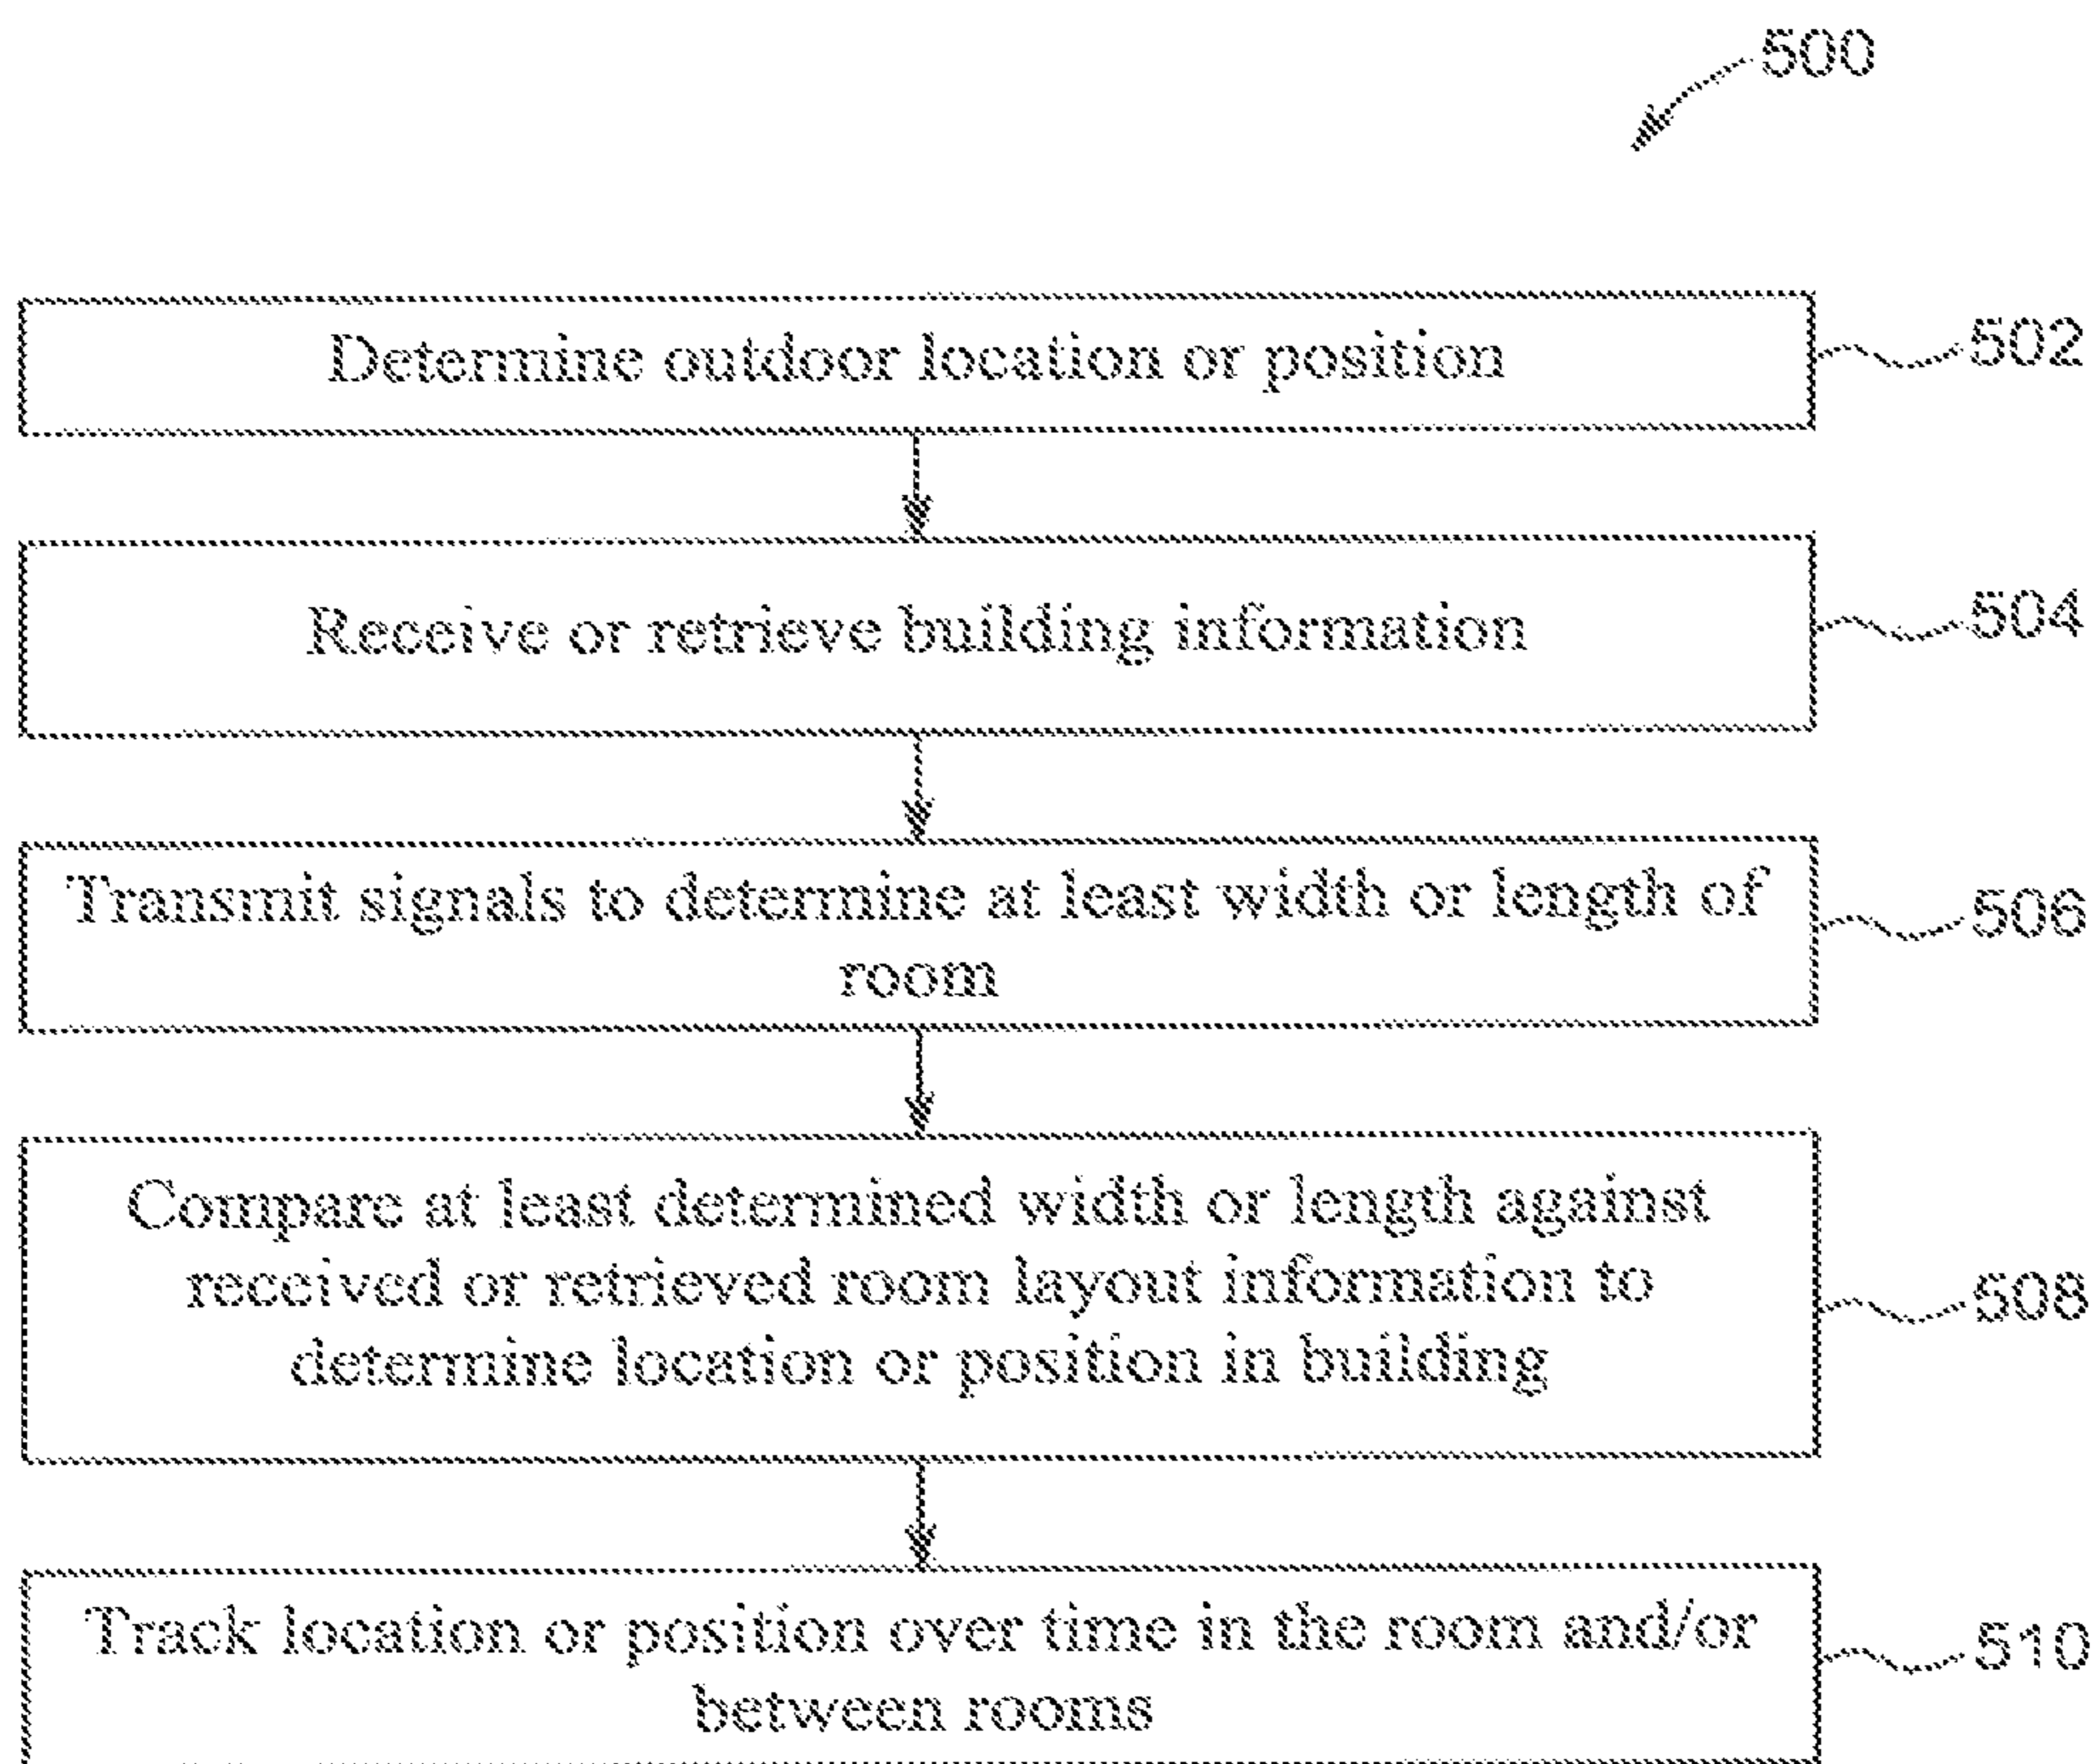 500
Determine outdoor location or position
502
Receive or retrieve building information
504
Transmit signals to determine at least width or length of
room
506
Compare at least determined width or length against
received or retrieved room layout information to
determine location or position in building
508
Track location or position over time in the room and/or
between rooms
510